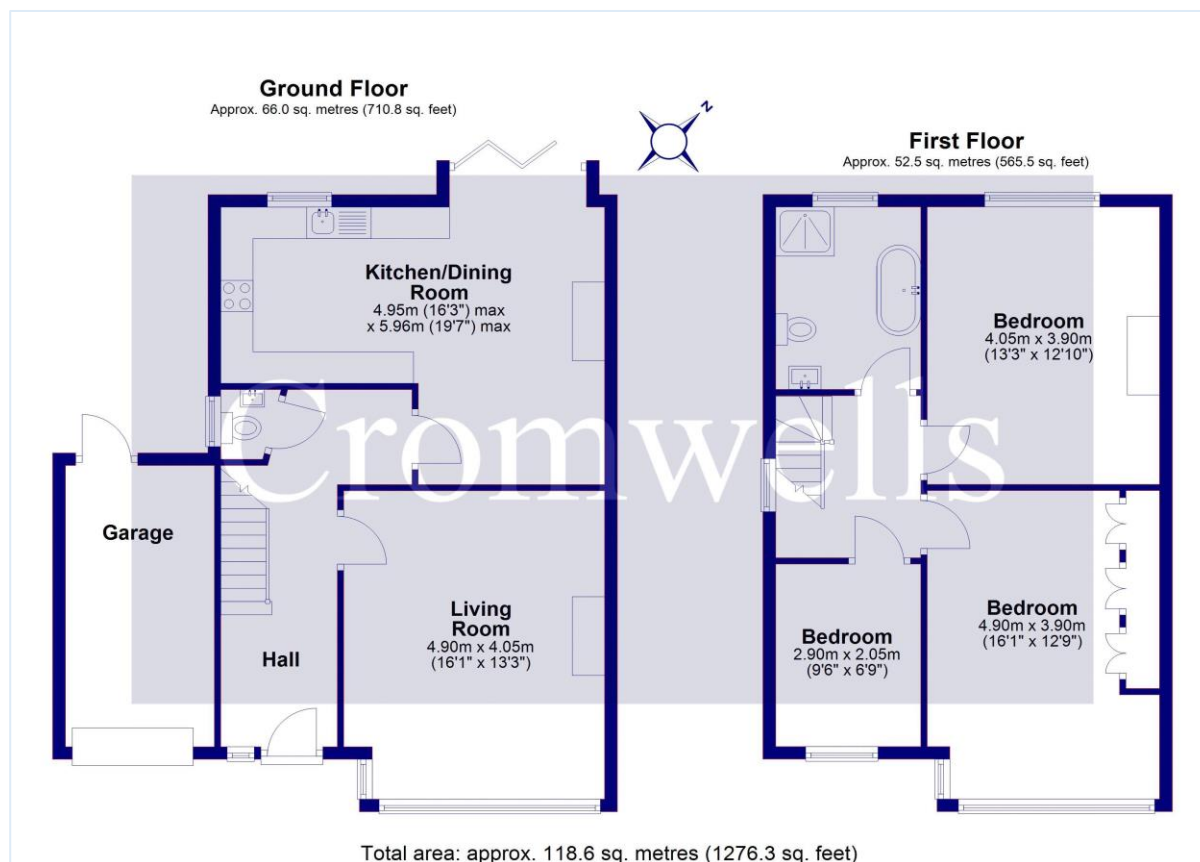 Ground Floor
Approx. 66.0 sq. metres (710.8 sq. feet)
N
First Floor
Approx. 52.5 sq. metres (565.5 sq. feet)
Kitchen/Dining
Room
4.95m (16'3") max
x 5.96m (19'7") max
Bedroom
4.05m x 3.90m
(13'3" x 12'10")
Cromwells
Garage
Living
Room
4.90m x 4.05m
(16'1" x 13'3")
Hall
Bedroom
2.90m x 2.05m
(9'6" x 6'9")
Bedroom
4.90m x 3.90m
(16'1" x 12'9")
Total area: approx. 118.6 sq. metres (1276.3 sq. feet)